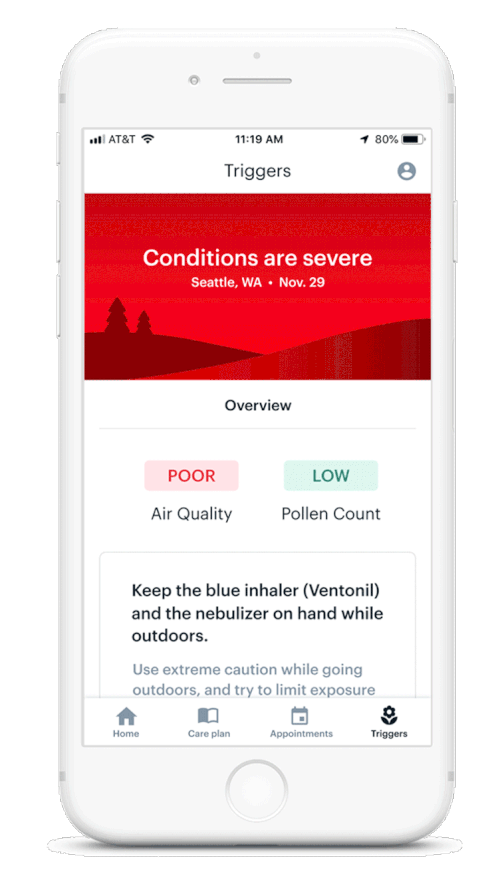 AT&T 11:19 AM 80%
Triggers
Conditions are severe
Seattle, WA • Nov. 29
Overview
POOR LOW
Air Quality Pollen Count
Keep the blue inhaler (Ventonil)
and the nebulizer on hand while
outdoors.
Use extreme caution while going
outdoors, and try to limit exposure
Home Care plan Appointments Triggers